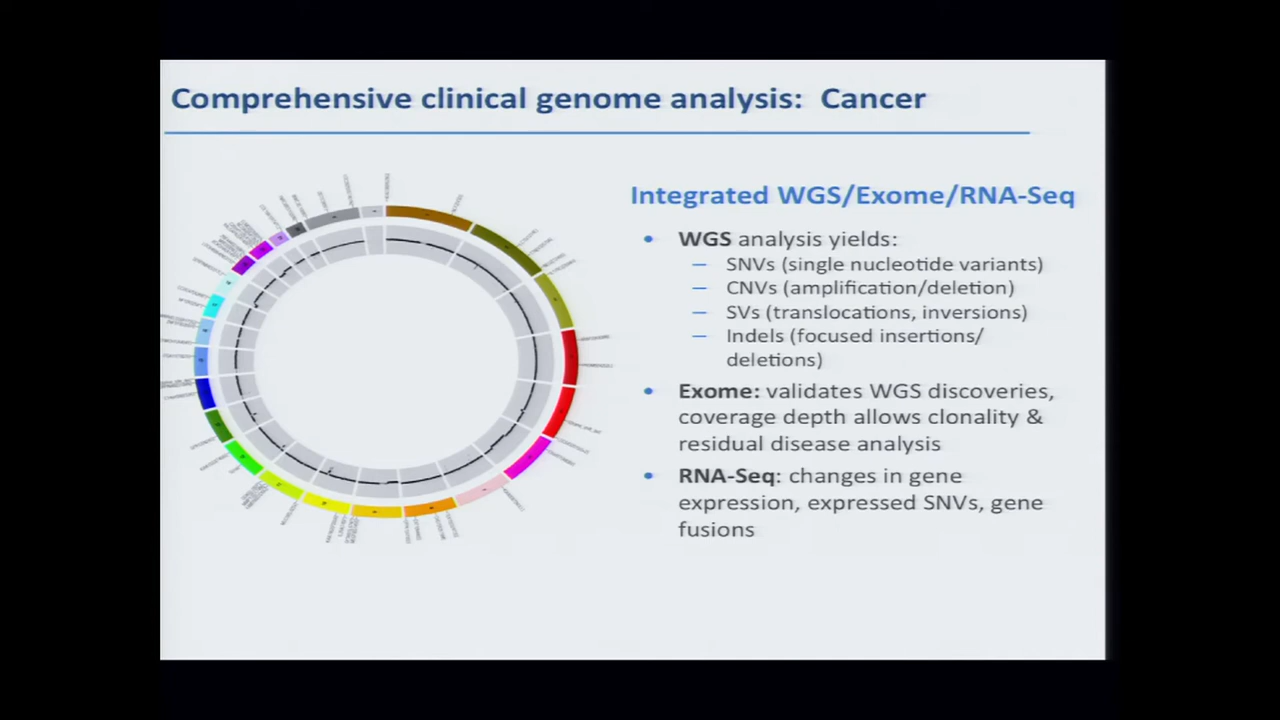 Comprehensive clinical genome analysis: Cancer
Integrated WGS/Exome/RNA-Seq
• WGS analysis yields:
– SNVs (single nucleotide variants)
– CNVs (amplification/deletion)
– SVs (translocations, inversions)
– Indels (focused insertions/
deletions)
• Exome: validates WGS discoveries,
coverage depth allows clonality &
residual disease analysis
• RNA-Seq: changes in gene
expression, expressed SNVs, gene
fusions